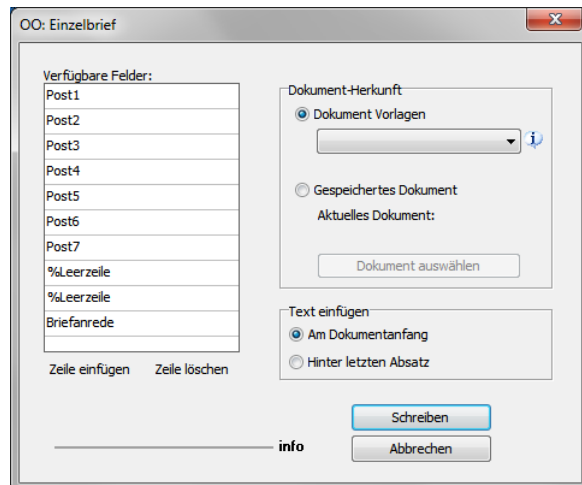 OO: Einzelbrief
Verfügbare Felder:
Post1
Post2
Post3
Post4
Post5
Post6
Post7
%Leerzeile
%Leerzeile
Briefanrede
Zeile einfügen Zeile löschen
Dokument-Herkunft
Dokument Vorlagen
Gespeichertes Dokument
Aktuelles Dokument:
Dokument auswählen
Text einfügen
Am Dokumentanfang
Hinter letzten Absatz
Schreiben
info
Abbrechen